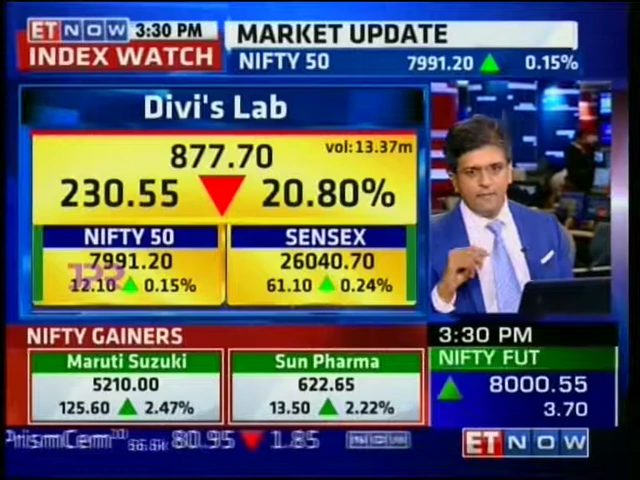 ET NOW 3:30 PM
INDEX WATCH
MARKET UPDATE
NIFTY 50 7991.20 0.15%
Divi's Lab
877.70 vol:13.37m
230.55 20.80%
NIFTY 50
7991.20
12.10 0.15%
SENSEX
26040.70
61.10 0.24%
NIFTY GAINERS
Maruti Suzuki
5210.00
125.60 2.47%
Sun Pharma
622.65
13.50 2.22%
3:30 PM
NIFTY FUT
8000.55
3.70
80.95 1.85
ET NOW